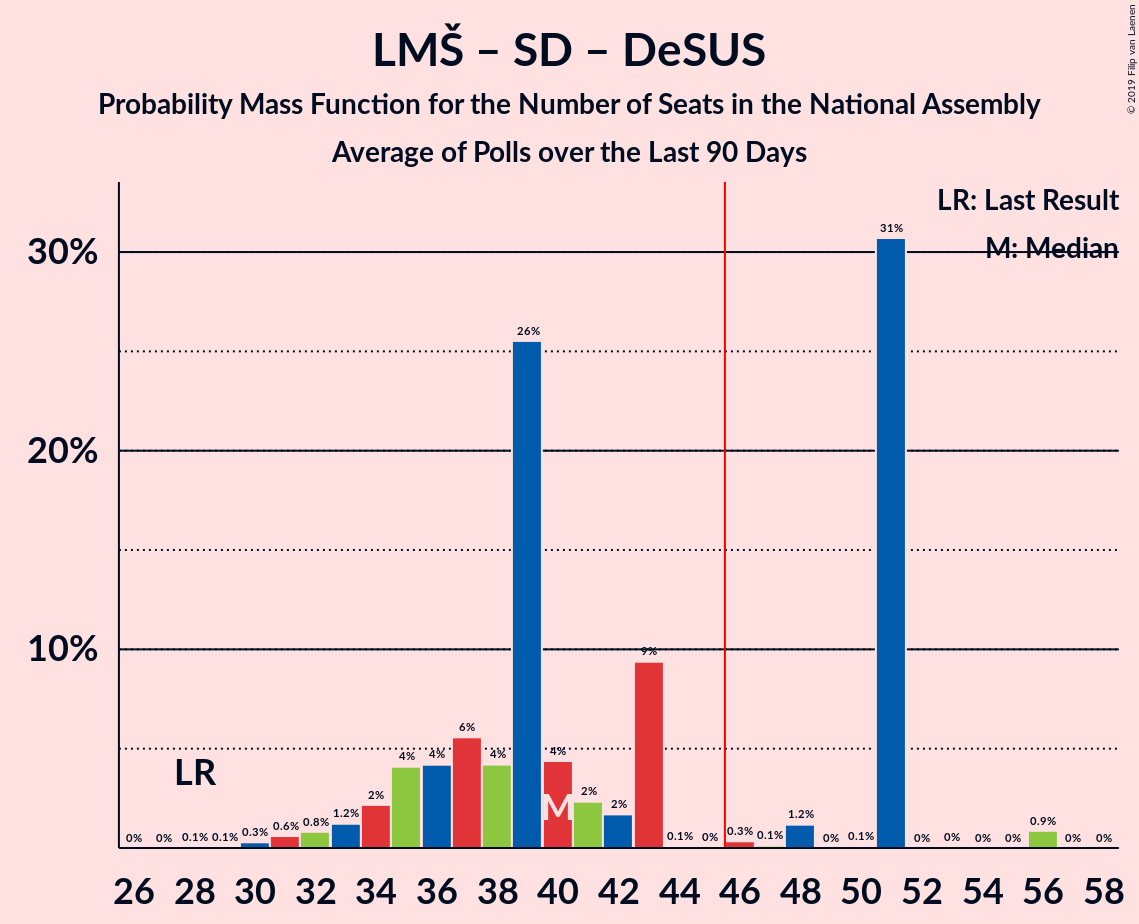 LMŠ – SD – DeSUS
Probability Mass Function for the Number of Seats in the National Assembly
Average of Polls over the Last 90 Days
© 2019 Filip van Laenen
LR: Last Result
M: Median
30%
20%
10%
LR
M
0% 0% 0.1% 0.1% 0.3% 0.6% 0.8% 1.2% 2% 4% 4% 6% 4% 26% 4% 2% 2% 9% 0.1% 0% 0.3% 0.1% 1.2% 0% 0.1% 31% 0% 0% 0% 0% 0.9% 0% 0%
26 28 30 32 34 36 38 40 42 44 46 48 50 52 54 56 58